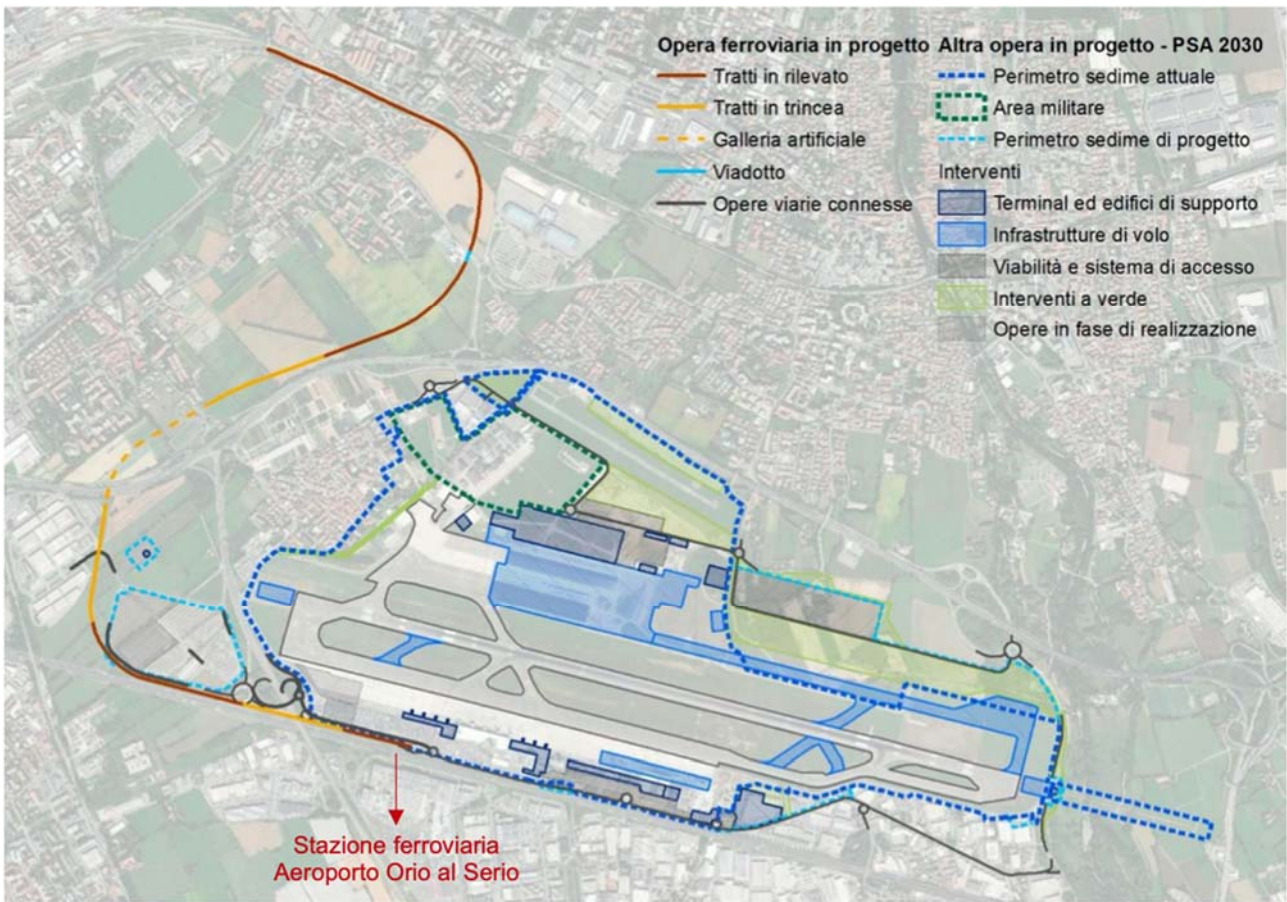 Opera ferroviaria in progetto
Tratti in rilevato
Tratti in trincea
Galleria artificiale
Viadotto
Opere viarie connesse
Altra opera in progetto - PSA 2030
Perimetro sedime attuale
Area militare
Perimetro sedime di progetto
Interventi
Terminal ed edifici di supporto
Infrastrutture di volo
Viabilità e sistema di accesso
Interventi a verde
Opere in fase di realizzazione
Stazione ferroviaria
Aeroporto Orio al Serio